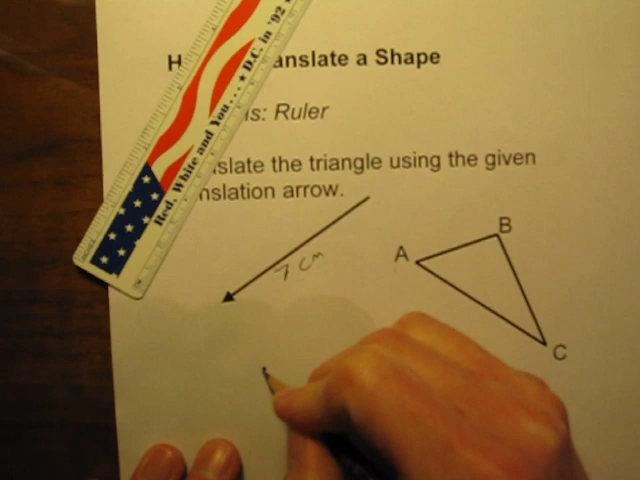 H anslate a Shape
ls: Ruler
slate the triangle using the given
nslation arrow.
Red, White and You... ★ D.C. in '92 ★
7 cm
A
B
C